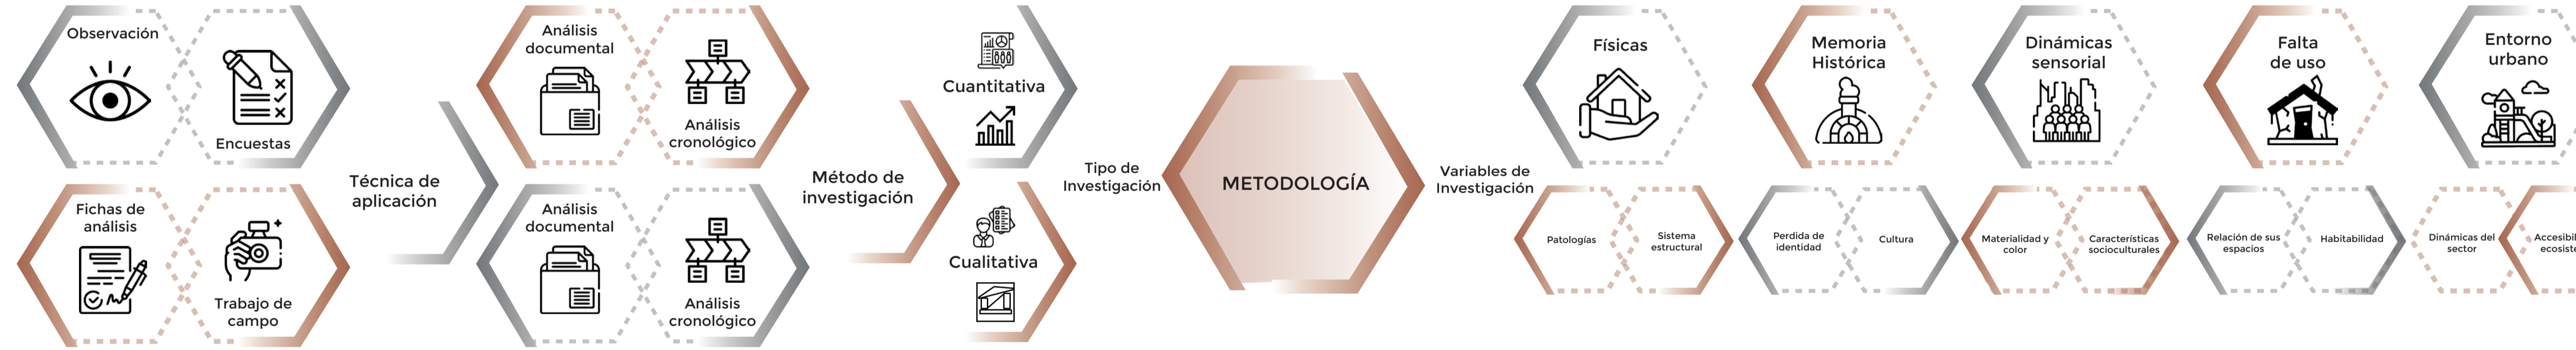 Observación
Encuestas
Fichas de
análisis
Trabajo de
campo
Técnica de
aplicación
Análisis
documental
Análisis
cronológico
Análisis
documental
Análisis
cronológico
Método de
investigación
Cuantitativa
Cualitativa
Tipo de
Investigación
METODOLOGÍA
Variables de
Investigación
Físicas
Patologías
Sistema
estructural
Memoria
Histórica
Perdida de
identidad
Cultura
Dinámicas
sensorial
Materialidad y
color
Características
socioculturales
Falta
de uso
Relación de sus
espacios
Habitabilidad
Entorno
urbano
Dinámicas del
sector